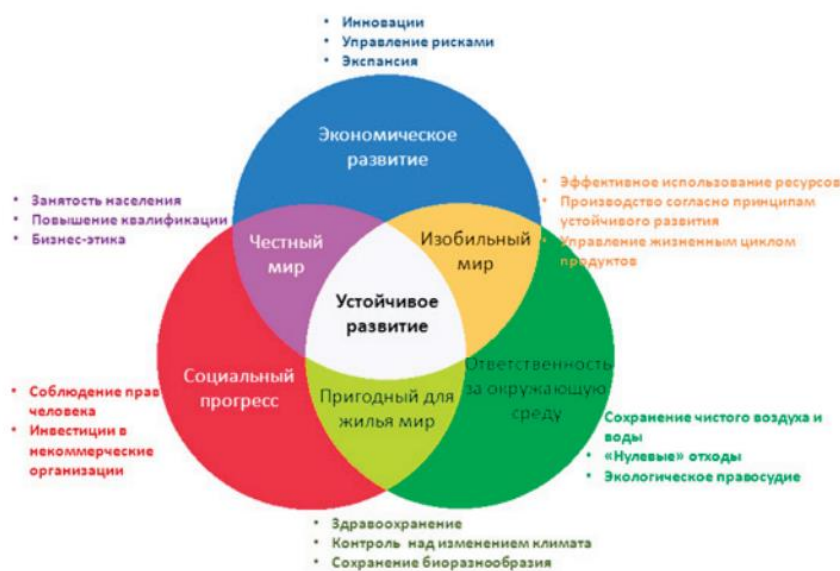 • Инновации
• Управление рисками
• Экспансия
Экономическое
развитие
• Занятость населения
• Повышение квалификации
• Бизнес-этика
• Эффективное использование ресурсов
• Производство согласно принципам
устойчивого развития
• Управление жизненным циклом
продуктов
Честный
мир
Изобильный
мир
Устойчивое
развитие
Социальный
прогресс
Пригодный для
жилья мир
Ответственность
за окружающую
среду
• Соблюдение прав
человека
• Инвестиции в
некоммерческие
организации
• Сохранение чистого воздуха и
воды
• «Нулевые» отходы
• Экологическое правосудие
• Здравоохранение
• Контроль над изменением климата
• Сохранение биоразнообразия